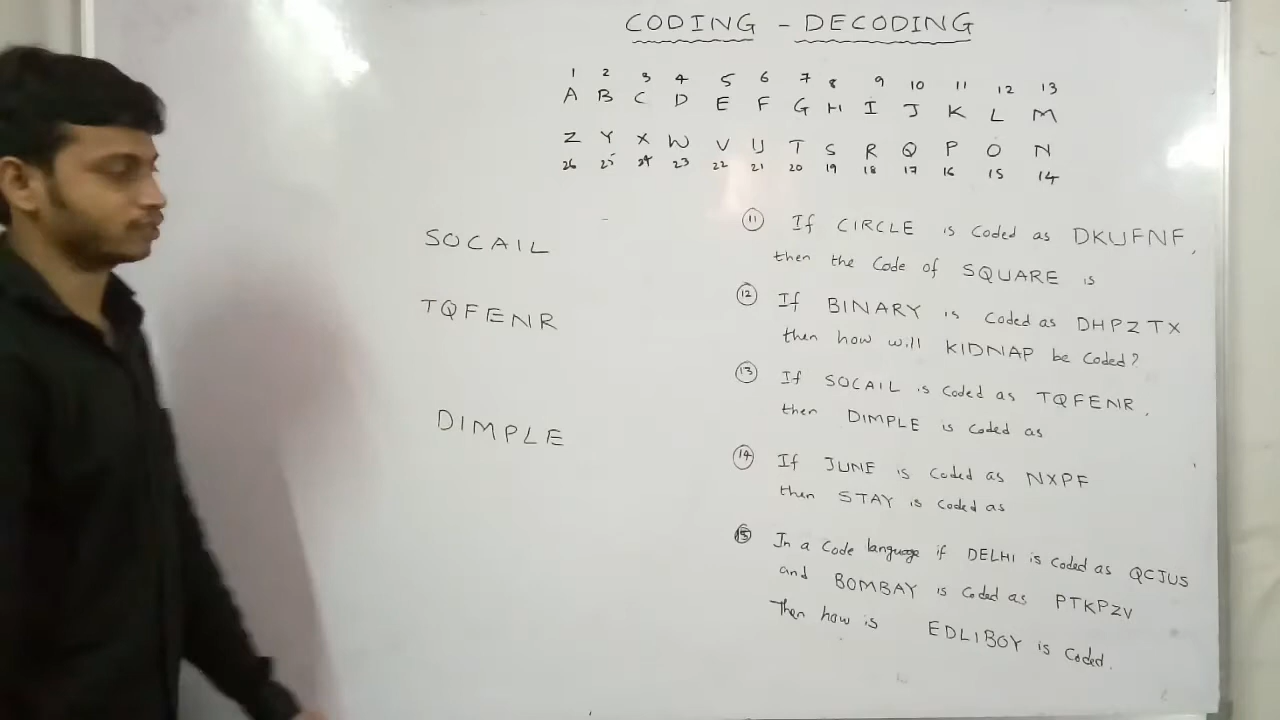 CODING - DECODING
1 2 3 4 5 6 7 8 9 10 11 12 13
A B C D E F G H I J K L M
Z Y X W V U T S R Q P O N
26 25 24 23 22 21 20 19 18 17 16 15 14
SOCAIL
TQFENR
DIMPLE
11 If CIRCLE is coded as DKUFNF,
then the code of SQUARE is
12 If BINARY is coded as DHPZTX
then how will KIDNAP be coded?
13 If SOCAIL is coded as TQFENR,
then DIMPLE is coded as
14 If JUNE is coded as NXPF
then STAY is coded as
15 In a code language if DELHI is coded as QCJUS
and BOMBAY is coded as PTKPZV
Then how is EDLIBOY is coded.